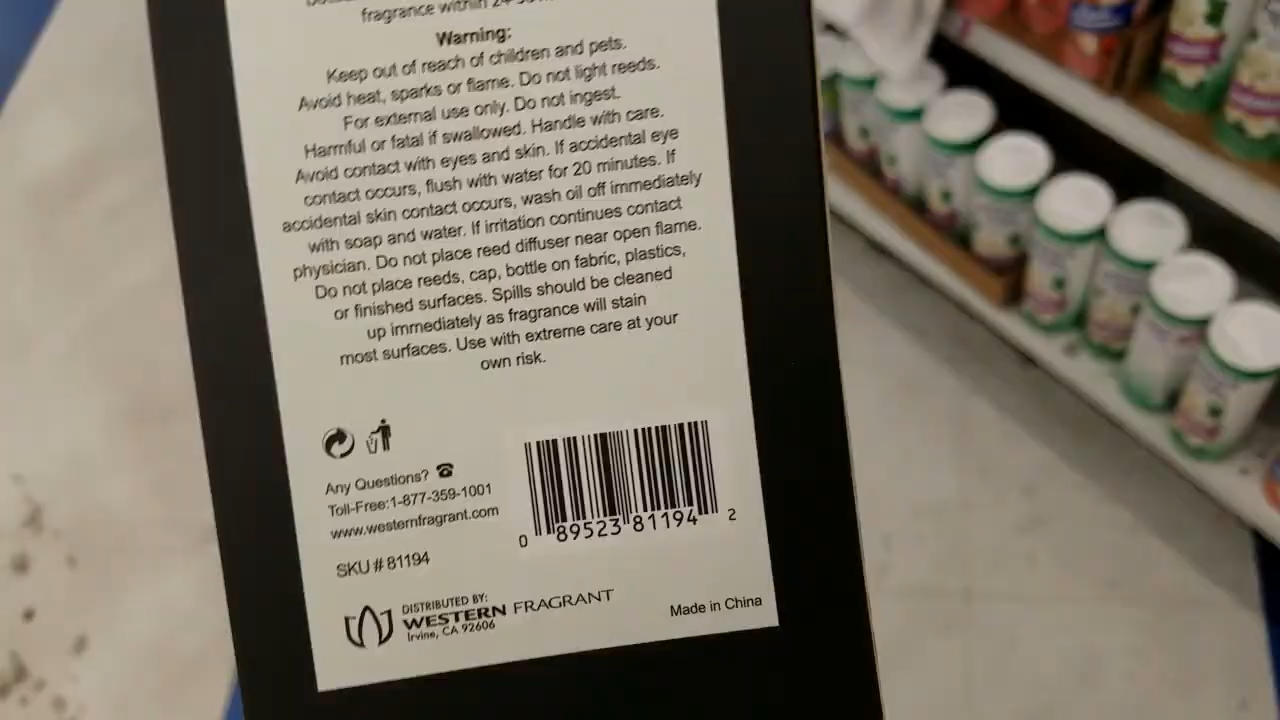 fragrance within 24
Warning:
Keep out of reach of children and pets.
Avoid heat, sparks or flame. Do not light reeds.
For external use only. Do not ingest.
Harmful or fatal if swallowed. Handle with care.
Avoid contact with eyes and skin. If accidental eye
contact occurs, flush with water for 20 minutes. If
accidental skin contact occurs, wash oil off immediately
with soap and water. If irritation continues contact
physician. Do not place reed diffuser near open flame.
Do not place reeds, cap, bottle on fabric, plastics,
or finished surfaces. Spills should be cleaned
up immediately as fragrance will stain
most surfaces. Use with extreme care at your
own risk.
Any Questions?
Toll-Free:1-877-359-1001
www.westernfragrant.com
SKU # 81194
0 89523 81194 2
DISTRIBUTED BY:
WESTERN FRAGRANT
Irvine, CA 92606
Made in China